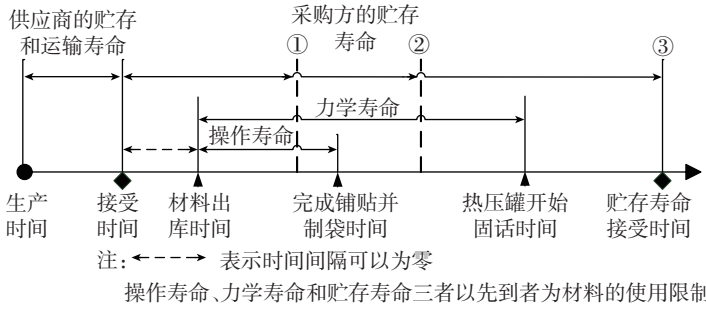 供应商的贮存
和运输寿命
采购方的贮存
寿命
① ② ③
力学寿命
操作寿命
生产
时间
接受
时间
材料出
库时间
完成铺贴并
制袋时间
热压罐开始
固话时间
贮存寿命
接受时间
注: 表示时间间隔可以为零
操作寿命、力学寿命和贮存寿命三者以先到者为材料的使用限制